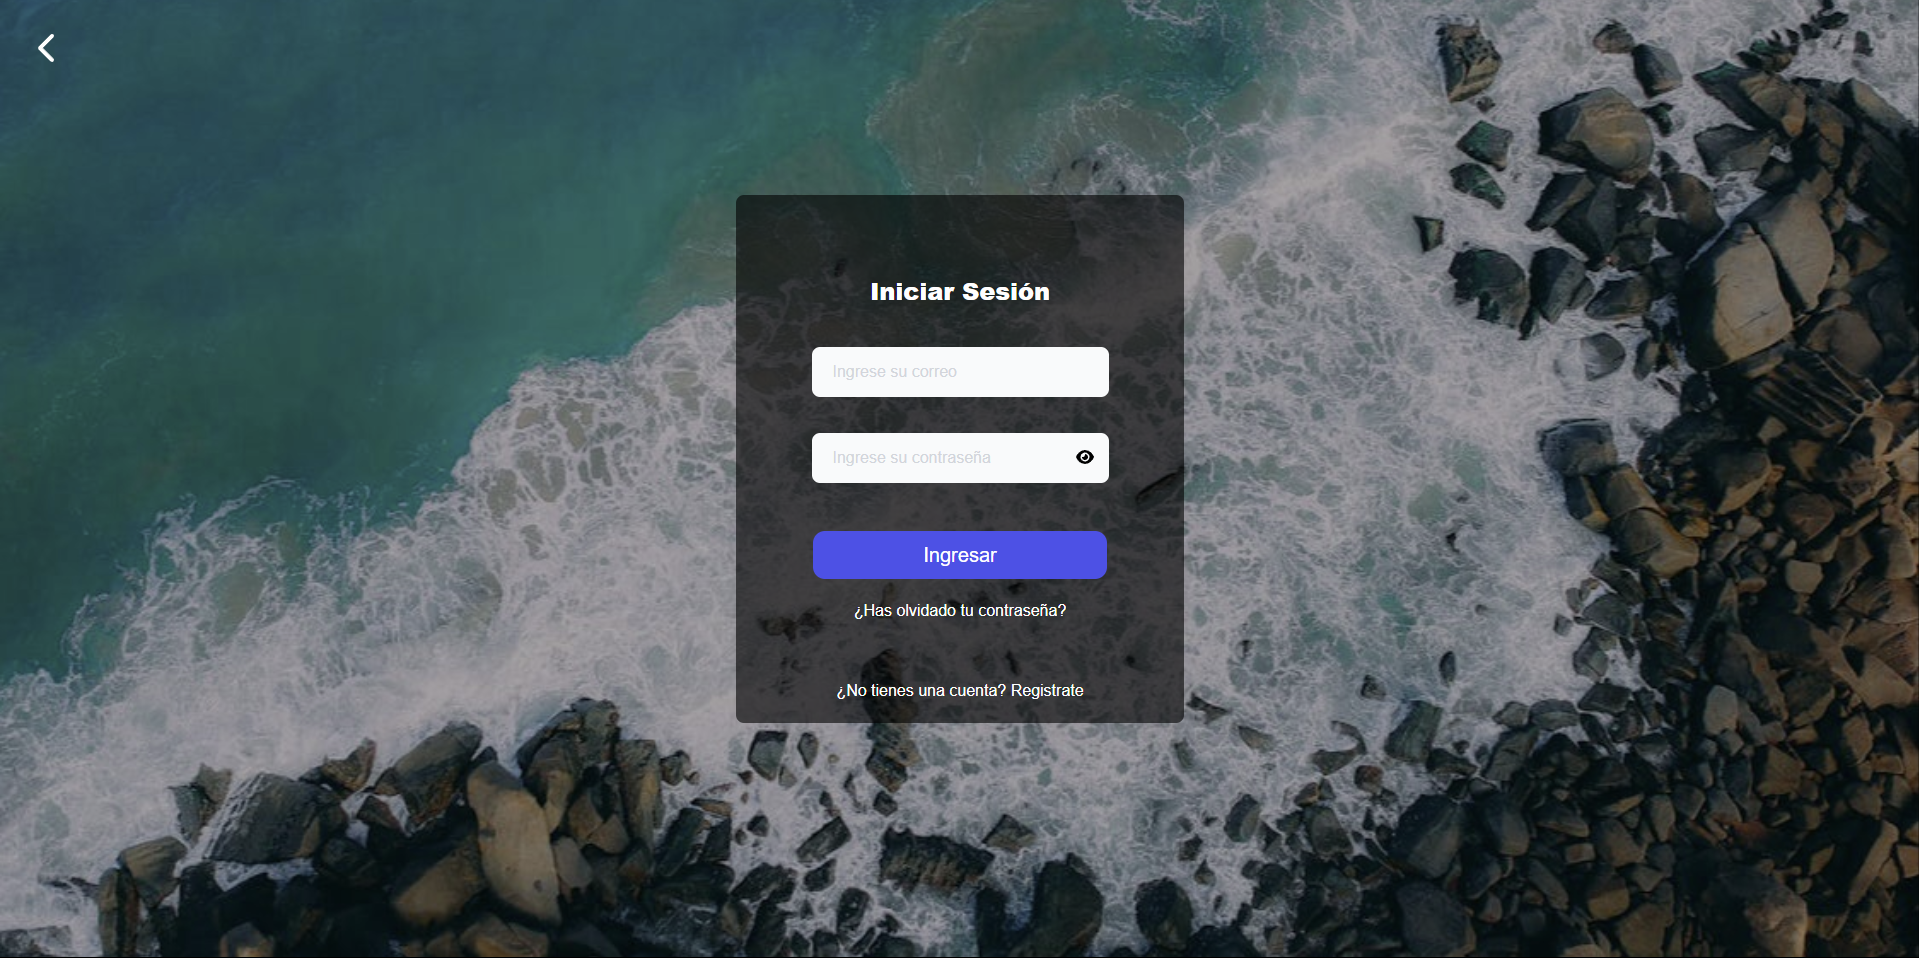 Iniciar Sesión
Ingrese su correo
Ingrese su contraseña
Ingresar
¿Has olvidado tu contraseña?
¿No tienes una cuenta? Registrate